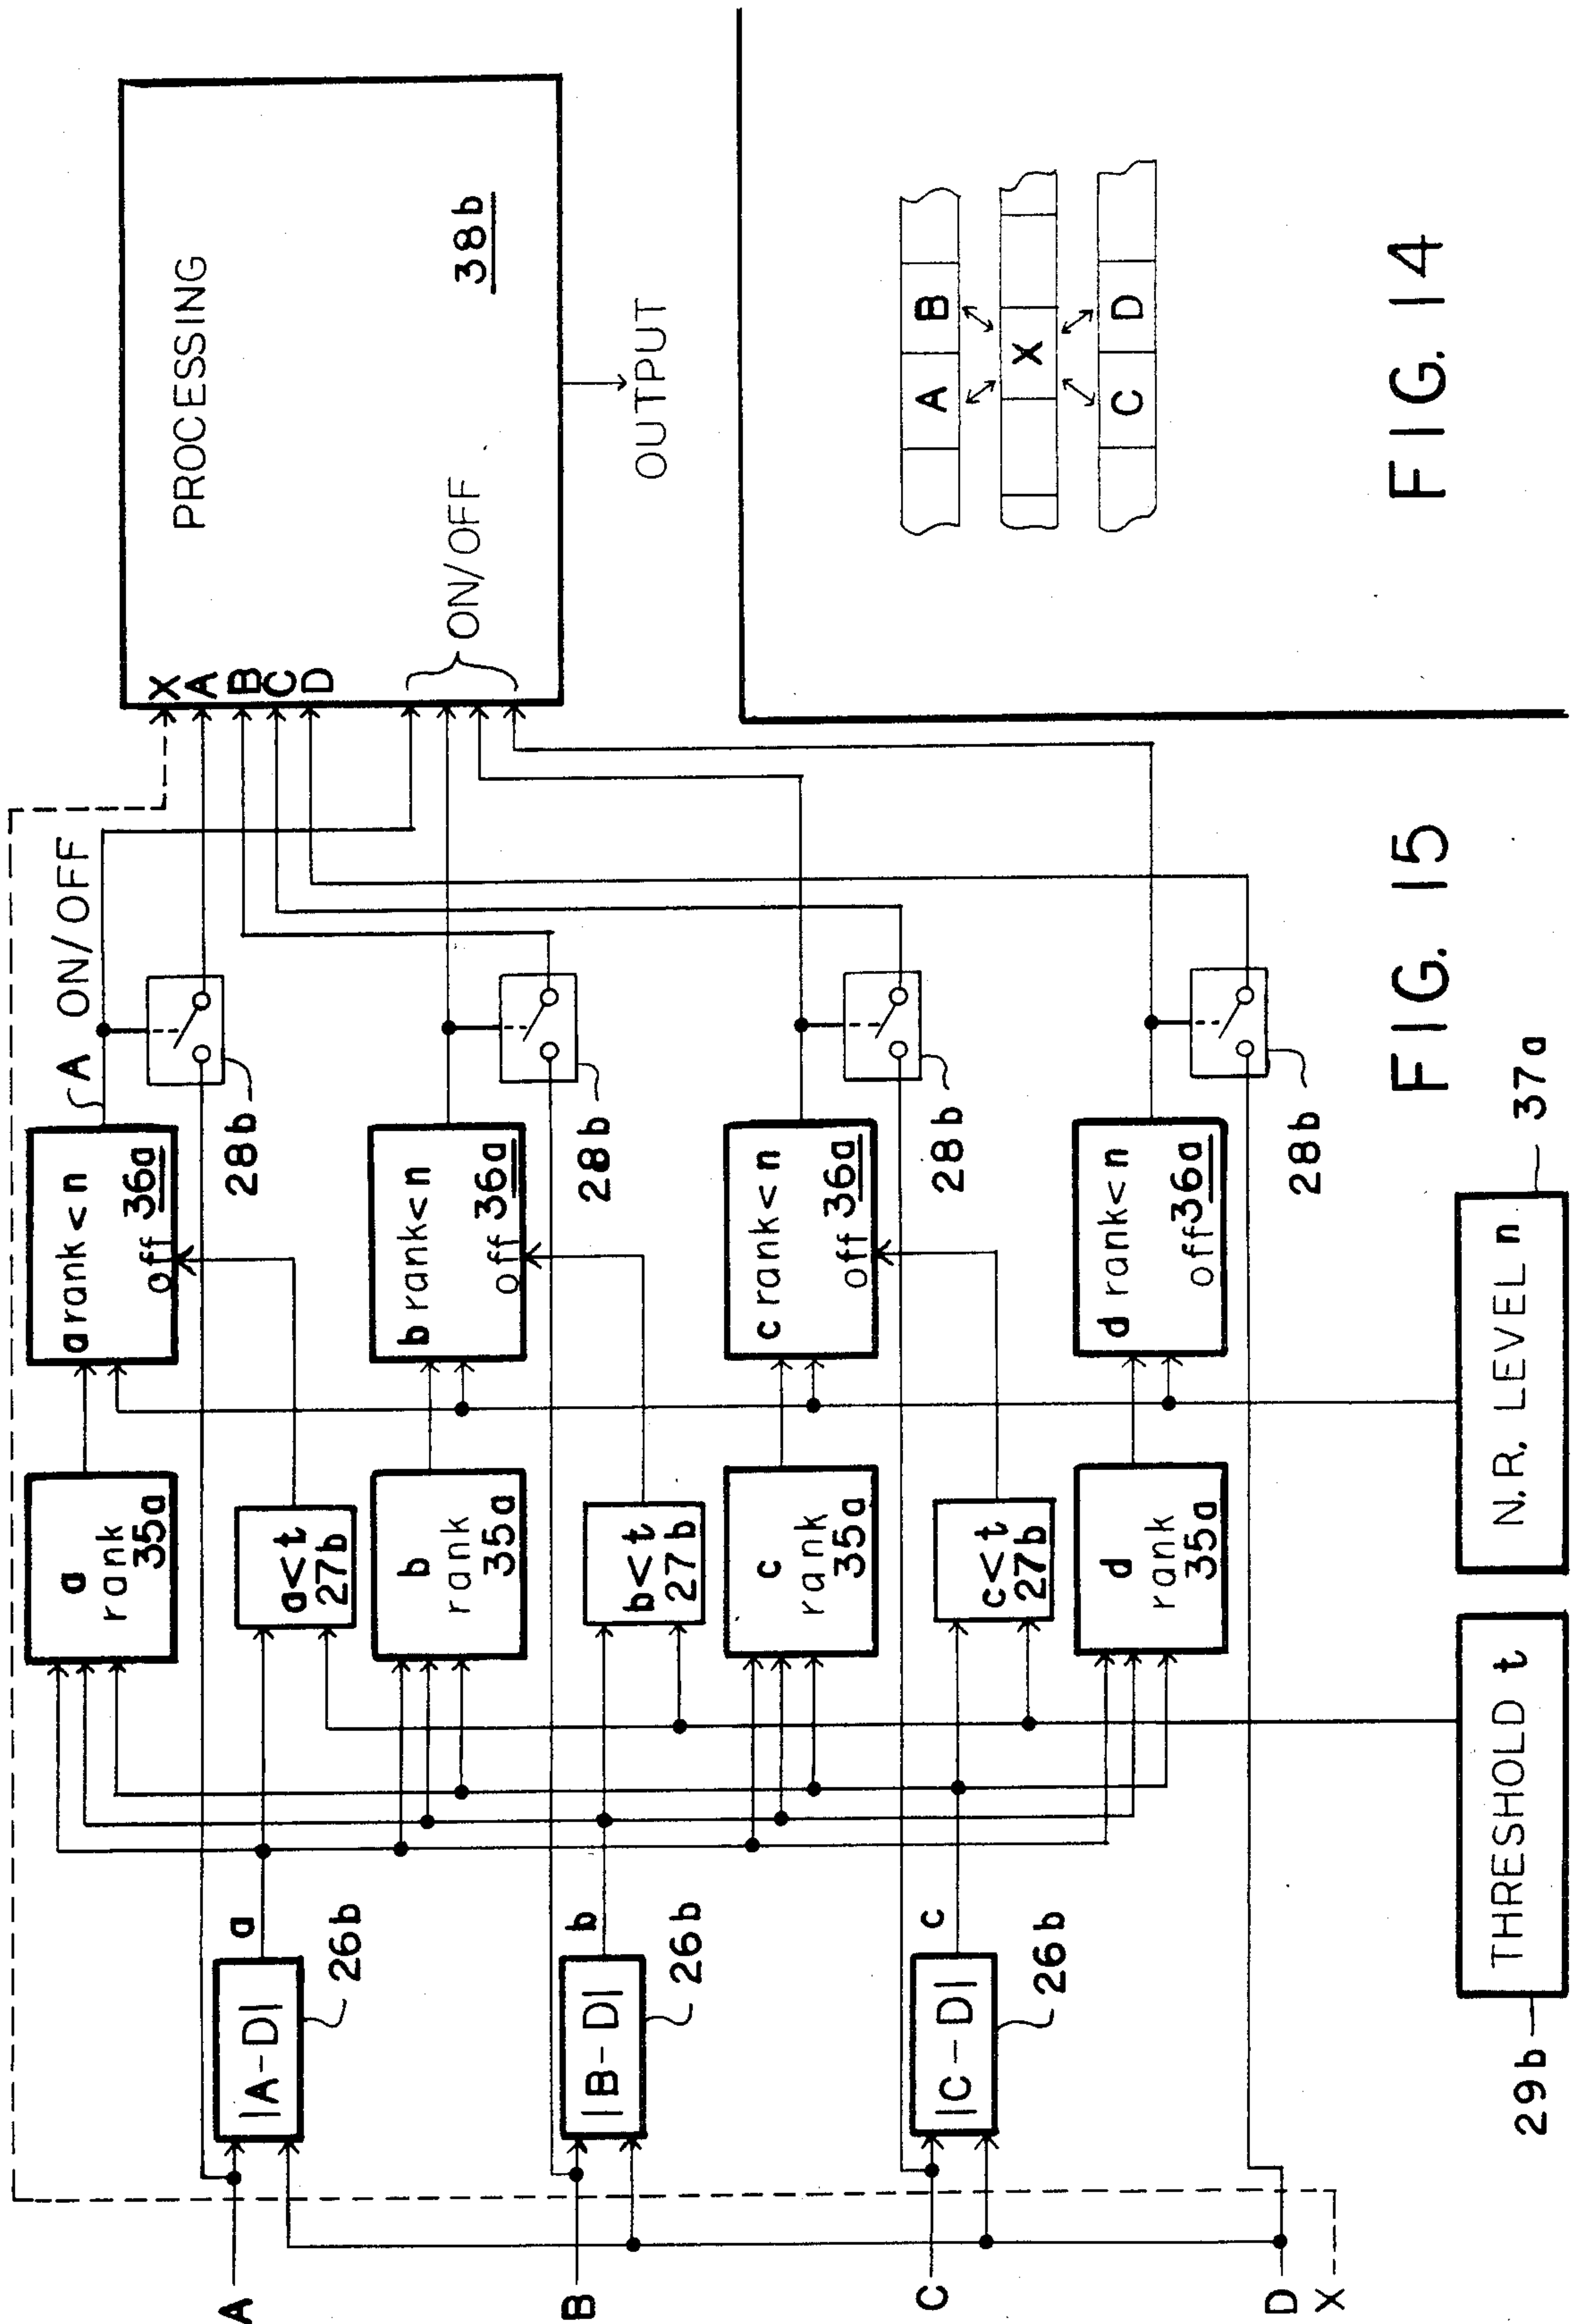 X
A
B
C
D
PROCESSING
38b
ON/OFF
OUTPUT
A ON/OFF
28b
28b
28b
28b
a rank < n
off 36a
b rank < n
off 36a
c rank < n
off 36a
d rank < n
off 36a
a
rank
35a
a < t
27b
b
rank
35a
b < t
27b
c
rank
35a
c < t
27b
d
rank
35a
a
|A-D|
26b
b
|B-D|
26b
c
|C-D|
26b
A
B
C
D
X
29b
THRESHOLD t
N.R. LEVEL n
37a
FIG. 15
A B
X
C D
FIG. 14